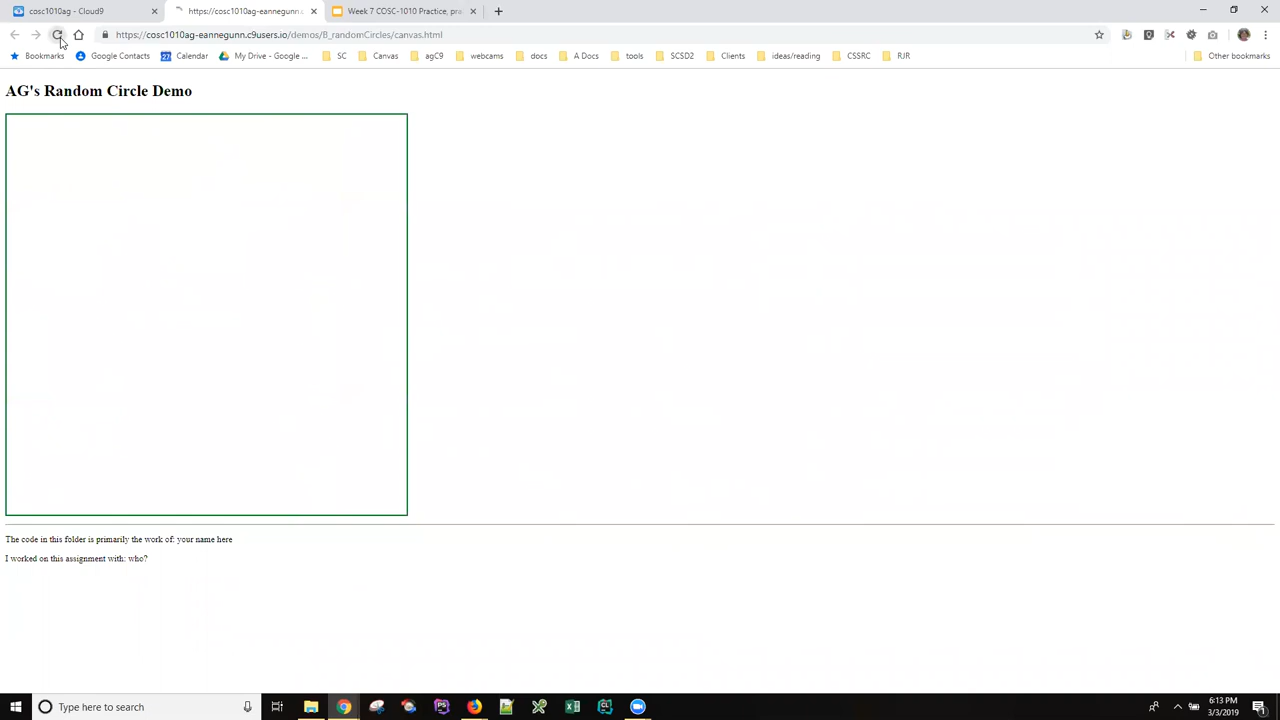 cosc1010ag - Cloud9
https://cosc1010ag-eannegunn.c
Week 7 COSC-1010 Practice, pra
https://cosc1010ag-eannegunn.c9users.io/demos/B_randomCircles/canvas.html
Bookmarks Google Contacts Calendar My Drive - Google ... SC Canvas agC9 webcams docs A Docs tools SCSD2 Clients ideas/reading CSSRC RJR Other bookmarks
AG's Random Circle Demo
The code in this folder is primarily the work of: your name here
I worked on this assignment with: who?
Type here to search
6:13 PM
3/3/2019